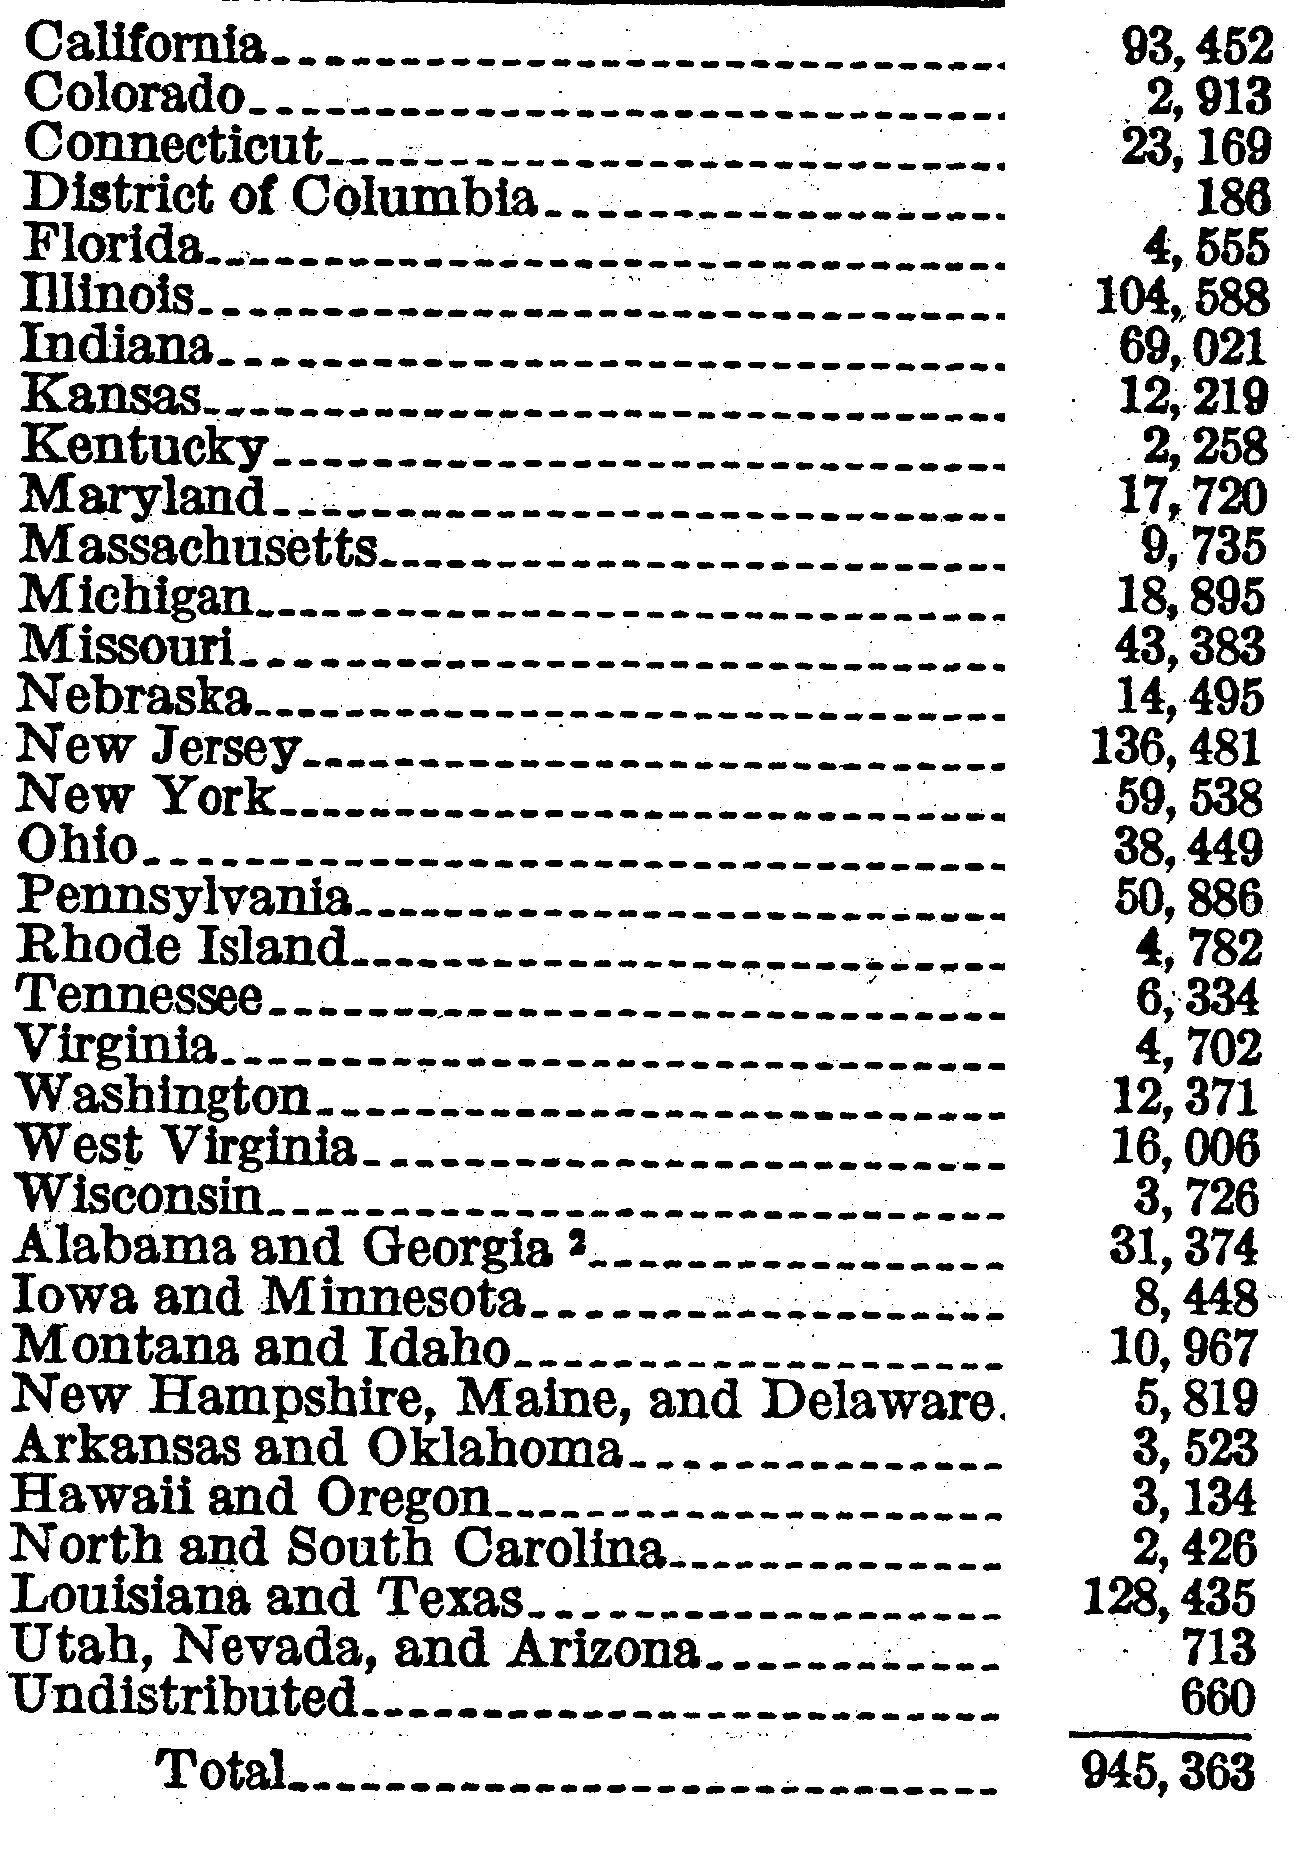 California 93,452
Colorado 2,913
Connecticut 23,169
District of Columbia 186
Florida 4,555
Illinois 104,588
Indiana 69,021
Kansas 12,219
Kentucky 2,258
Maryland 17,720
Massachusetts 9,735
Michigan 18,895
Missouri 43,383
Nebraska 14,495
New Jersey 136,481
New York 59,538
Ohio 38,449
Pennsylvania 50,886
Rhode Island 4,782
Tennessee 6,334
Virginia 4,702
Washington 12,371
West Virginia 16,006
Wisconsin 3,726
Alabama and Georgia ² 31,374
Iowa and Minnesota 8,448
Montana and Idaho 10,967
New Hampshire, Maine, and Delaware. 5,819
Arkansas and Oklahoma 3,523
Hawaii and Oregon 3,134
North and South Carolina 2,426
Louisiana and Texas 128,435
Utah, Nevada, and Arizona 713
Undistributed 660
Total 945,363